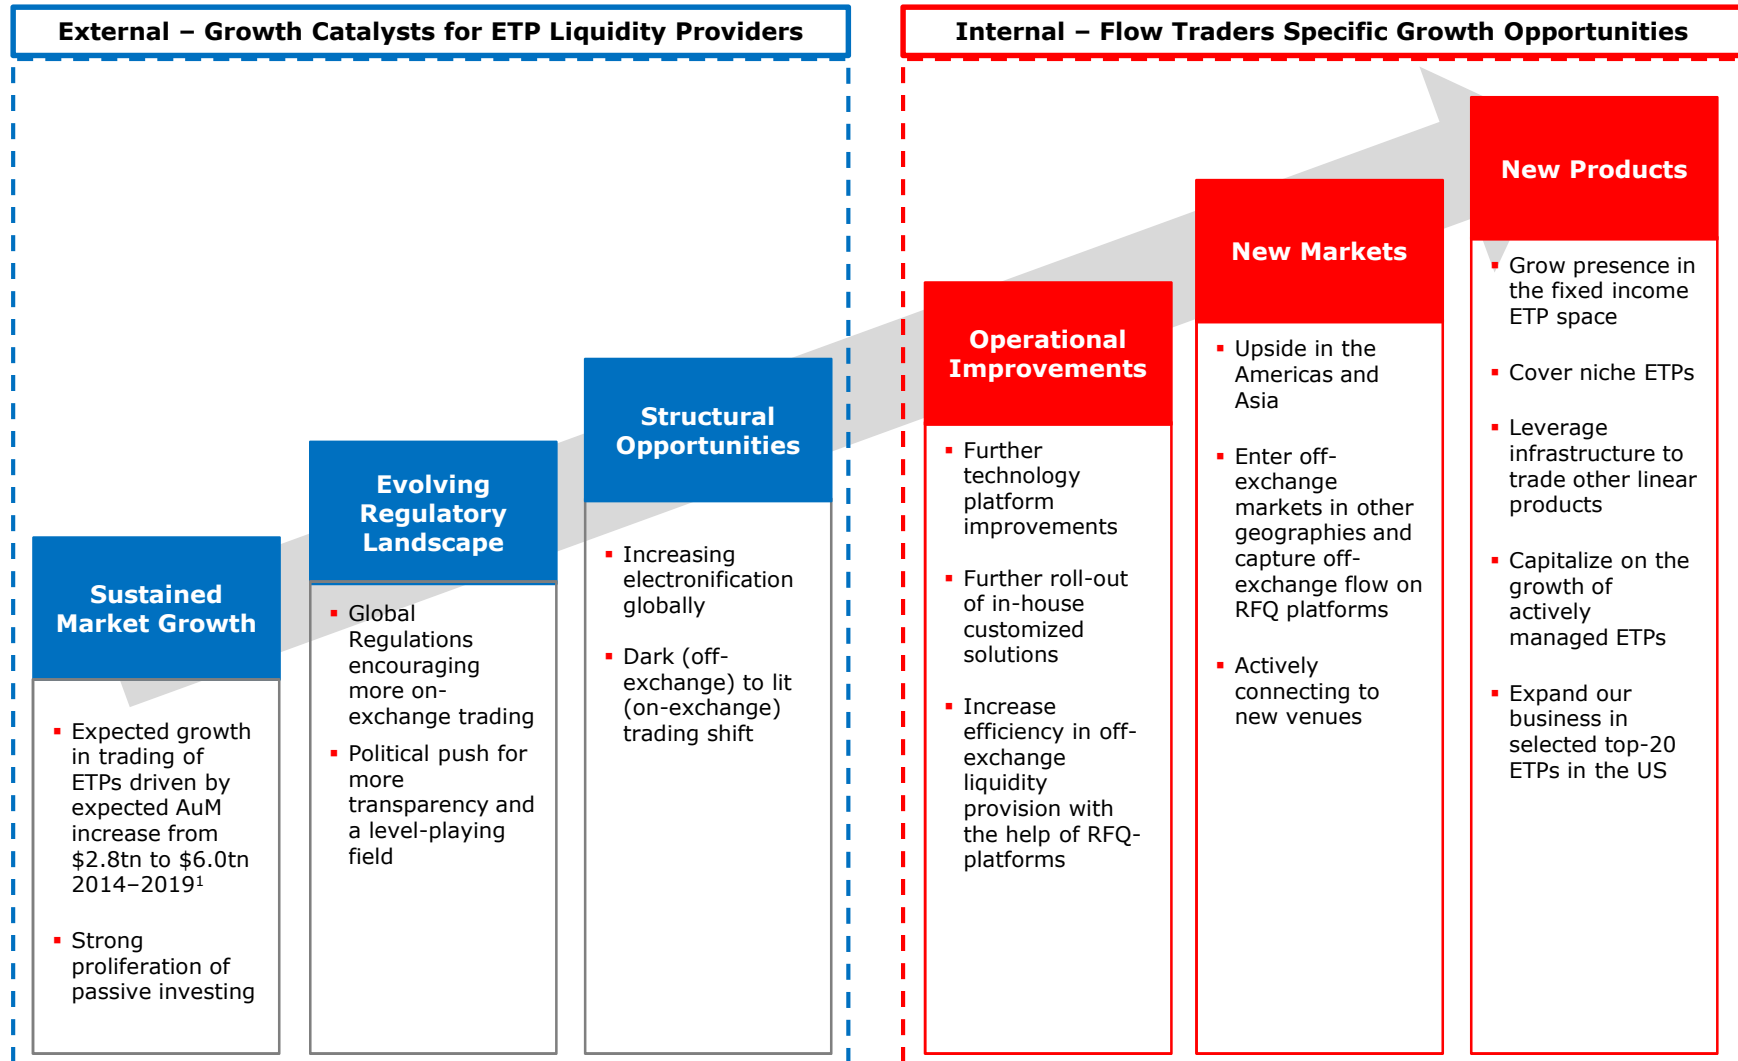 External – Growth Catalysts for ETP Liquidity Providers
Sustained
Market Growth
▪ Expected growth
in trading of
ETPs driven by
expected AuM
increase from
$2.8tn to $6.0tn
2014–2019¹
▪ Strong
proliferation of
passive investing
Evolving
Regulatory
Landscape
▪ Global
Regulations
encouraging
more on-
exchange trading
▪ Political push for
more
transparency and
a level-playing
field
Structural
Opportunities
▪ Increasing
electronification
globally
▪ Dark (off-
exchange) to lit
(on-exchange)
trading shift
Internal – Flow Traders Specific Growth Opportunities
Operational
Improvements
▪ Further
technology
platform
improvements
▪ Further roll-out
of in-house
customized
solutions
▪ Increase
efficiency in off-
exchange
liquidity
provision with
the help of RFQ-
platforms
New Markets
▪ Upside in the
Americas and
Asia
▪ Enter off-
exchange
markets in other
geographies and
capture off-
exchange flow on
RFQ platforms
▪ Actively
connecting to
new venues
New Products
▪ Grow presence in
the fixed income
ETP space
▪ Cover niche ETPs
▪ Leverage
infrastructure to
trade other linear
products
▪ Capitalize on the
growth of
actively
managed ETPs
▪ Expand our
business in
selected top-20
ETPs in the US